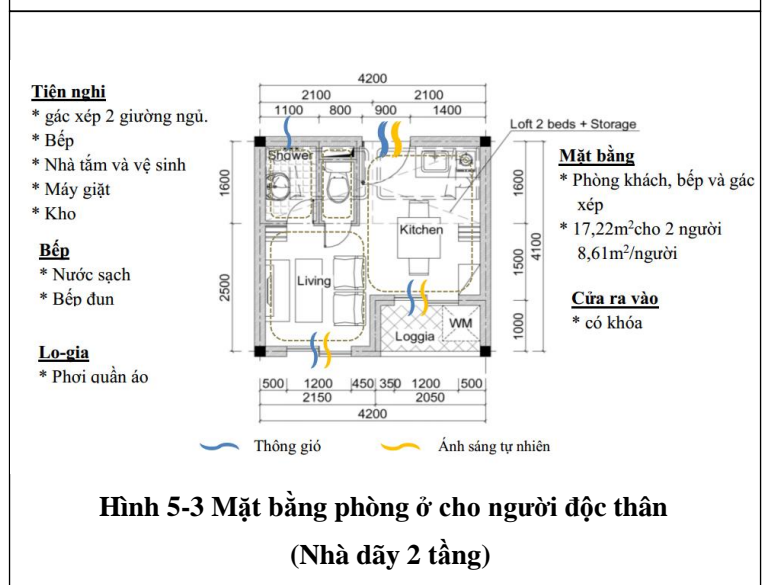 Tiện nghi
* gác xép 2 giường ngủ.
* Bếp
* Nhà tắm và vệ sinh
* Máy giặt
* Kho
Bếp
* Nước sạch
* Bếp đun
Lo-gia
* Phơi quần áo
4200
2100 2100
1100 800 900 1400
Loft 2 beds + Storage
Shower
1600
2500
Kitchen
Living
Loggia
WM
1600
1500
1000
4100
500 1200 450 350 1200 500
2150 2050
4200
Mặt bằng
* Phòng khách, bếp và gác
xép
* 17,22m²cho 2 người
8,61m²/người
Cửa ra vào
* có khóa
Thông gió
Ánh sáng tự nhiên
Hình 5-3 Mặt bằng phòng ở cho người độc thân
(Nhà dãy 2 tầng)